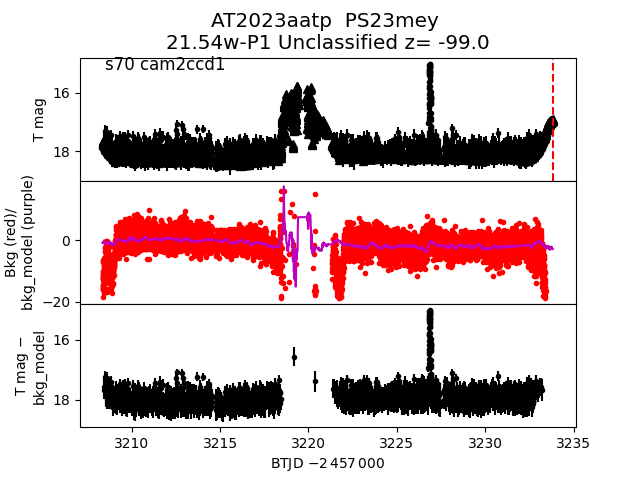 AT2023aatp  PS23mey
21.54w-P1 Unclassified z= -99.0
s70 cam2ccd1
T mag
16
18
Bkg (red)/
bkg_model (purple)
0
−20
T mag −
bkg_model
16
18
3210 3215 3220 3225 3230 3235
BTJD −2 457 000